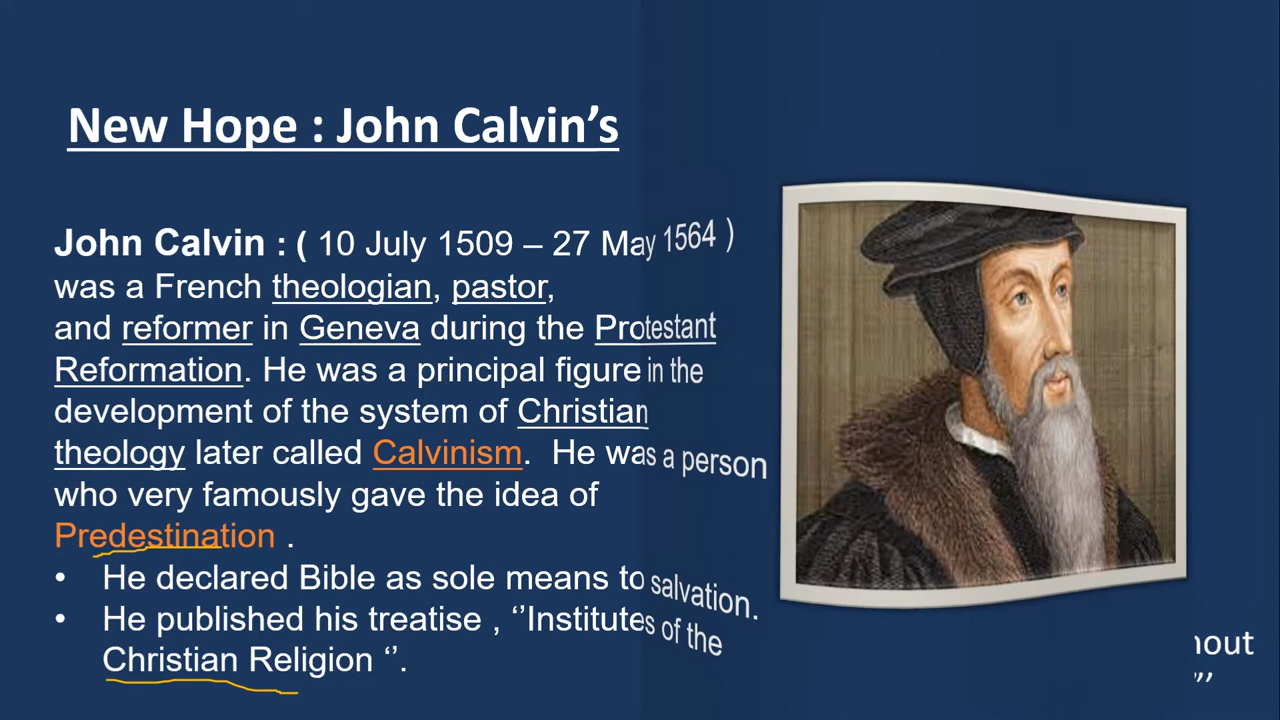 New Hope : John Calvin’s
John Calvin : ( 10 July 1509 – 27 May 1564 )
was a French theologian, pastor,
and reformer in Geneva during the Protestant
Reformation. He was a principal figure in the
development of the system of Christian
theology later called Calvinism. He was a person
who very famously gave the idea of
Predestination .
• He declared Bible as sole means to salvation.
• He published his treatise , ‘’Institutes of the
Christian Religion ‘’.